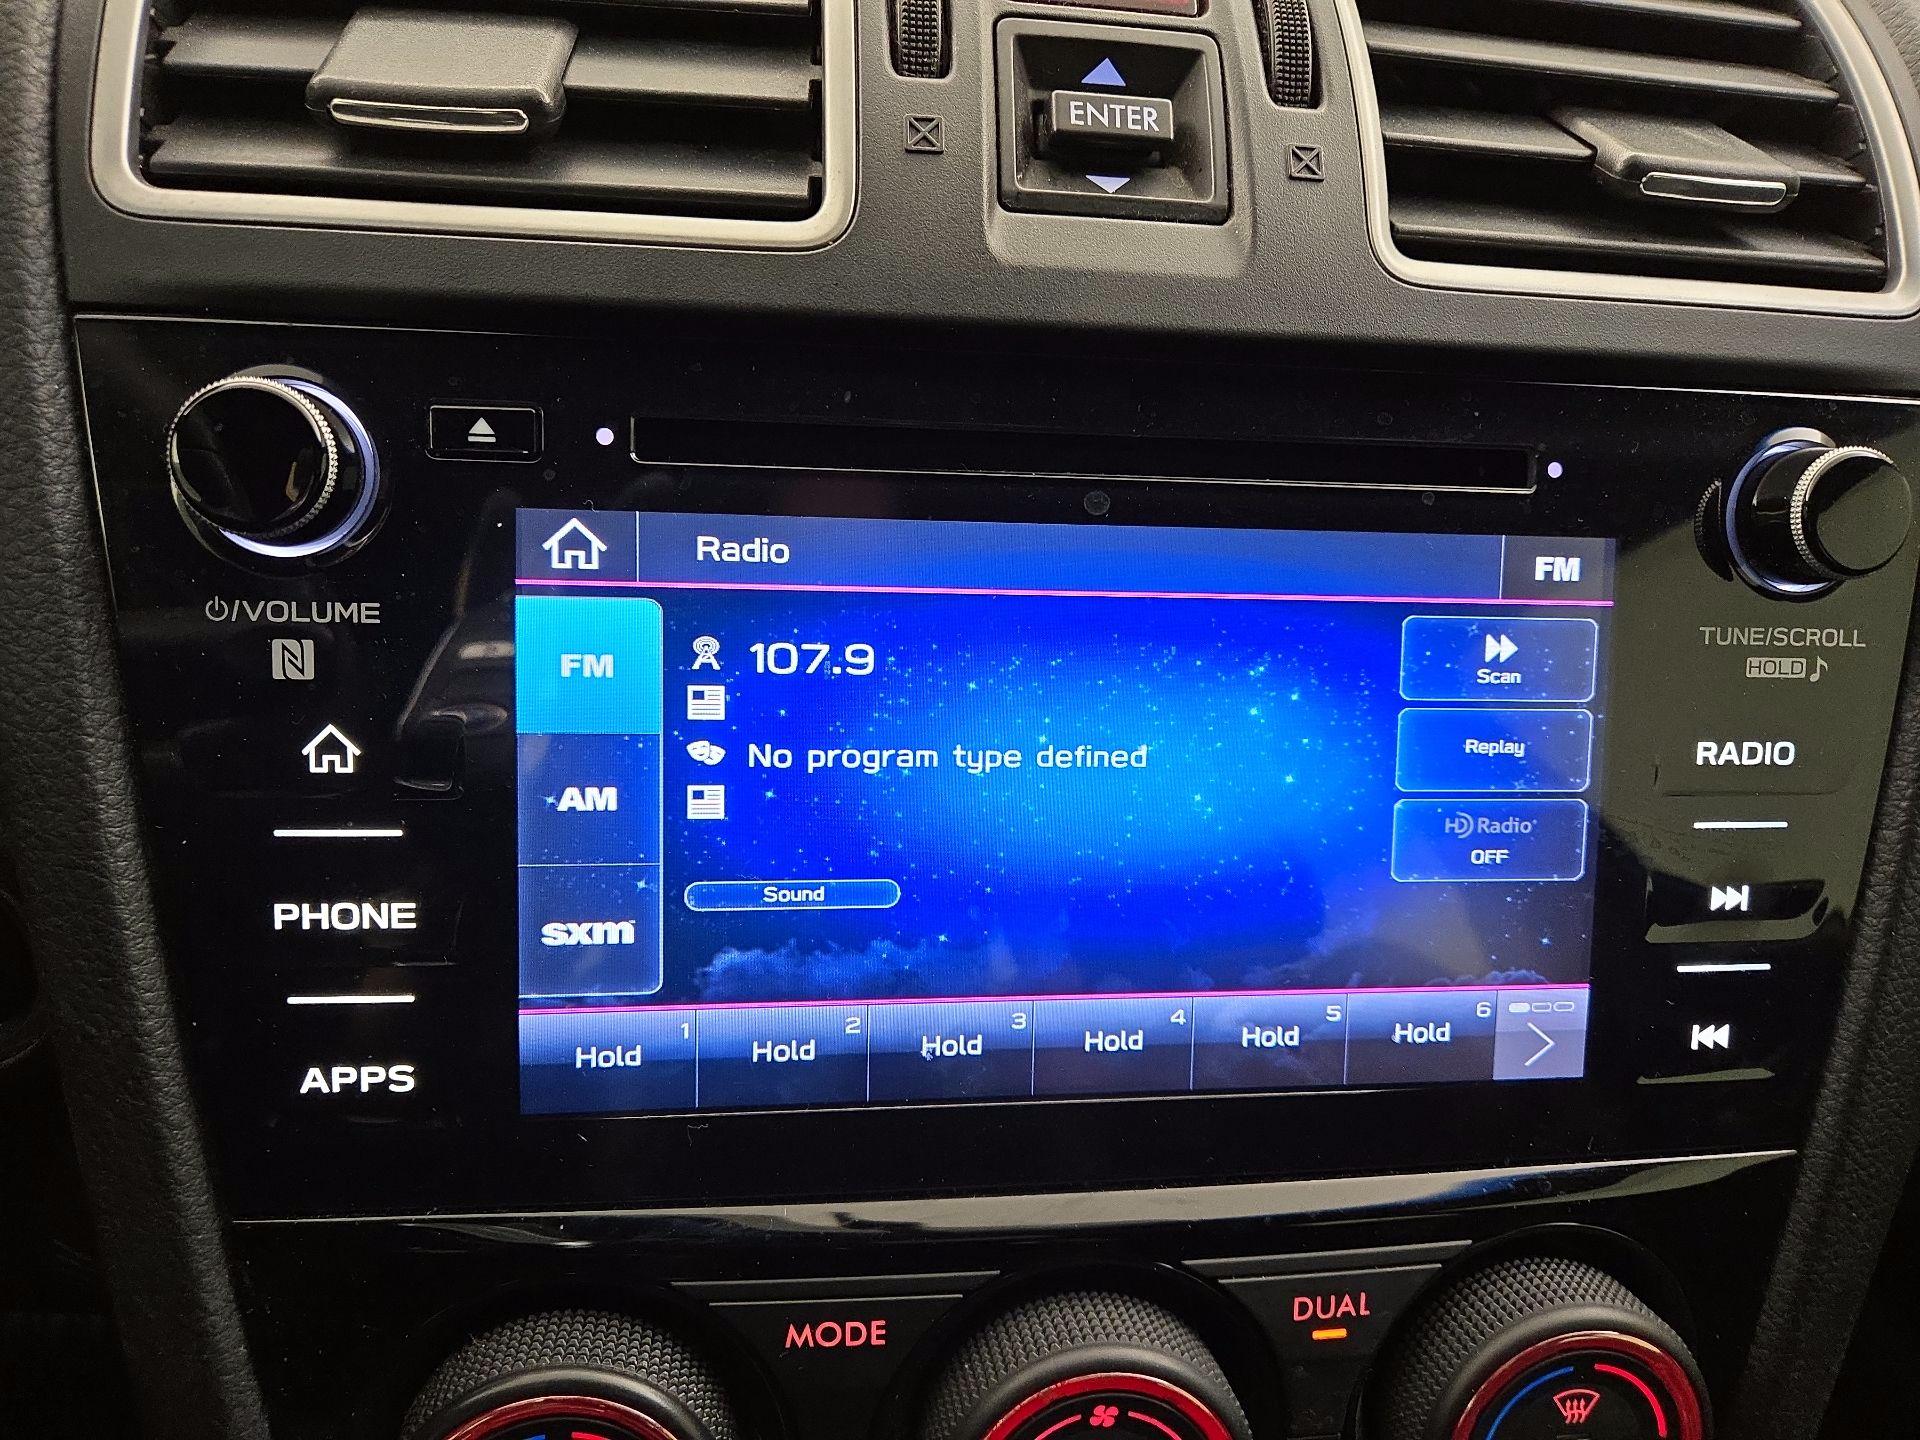 ENTER
/VOLUME
N
PHONE
APPS
TUNE/SCROLL
HOLD
RADIO
Radio
FM
FM
AM
sxm
107.9
No program type defined
Sound
Scan
Replay
HD Radio
OFF
1
Hold
2
Hold
3
Hold
4
Hold
5
Hold
6
Hold
MODE
DUAL